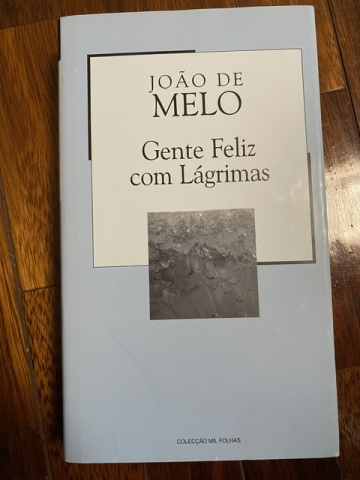 JOÃO DE
MELO
Gente Feliz
com Lágrimas
COLECÇÃO MIL FOLHAS